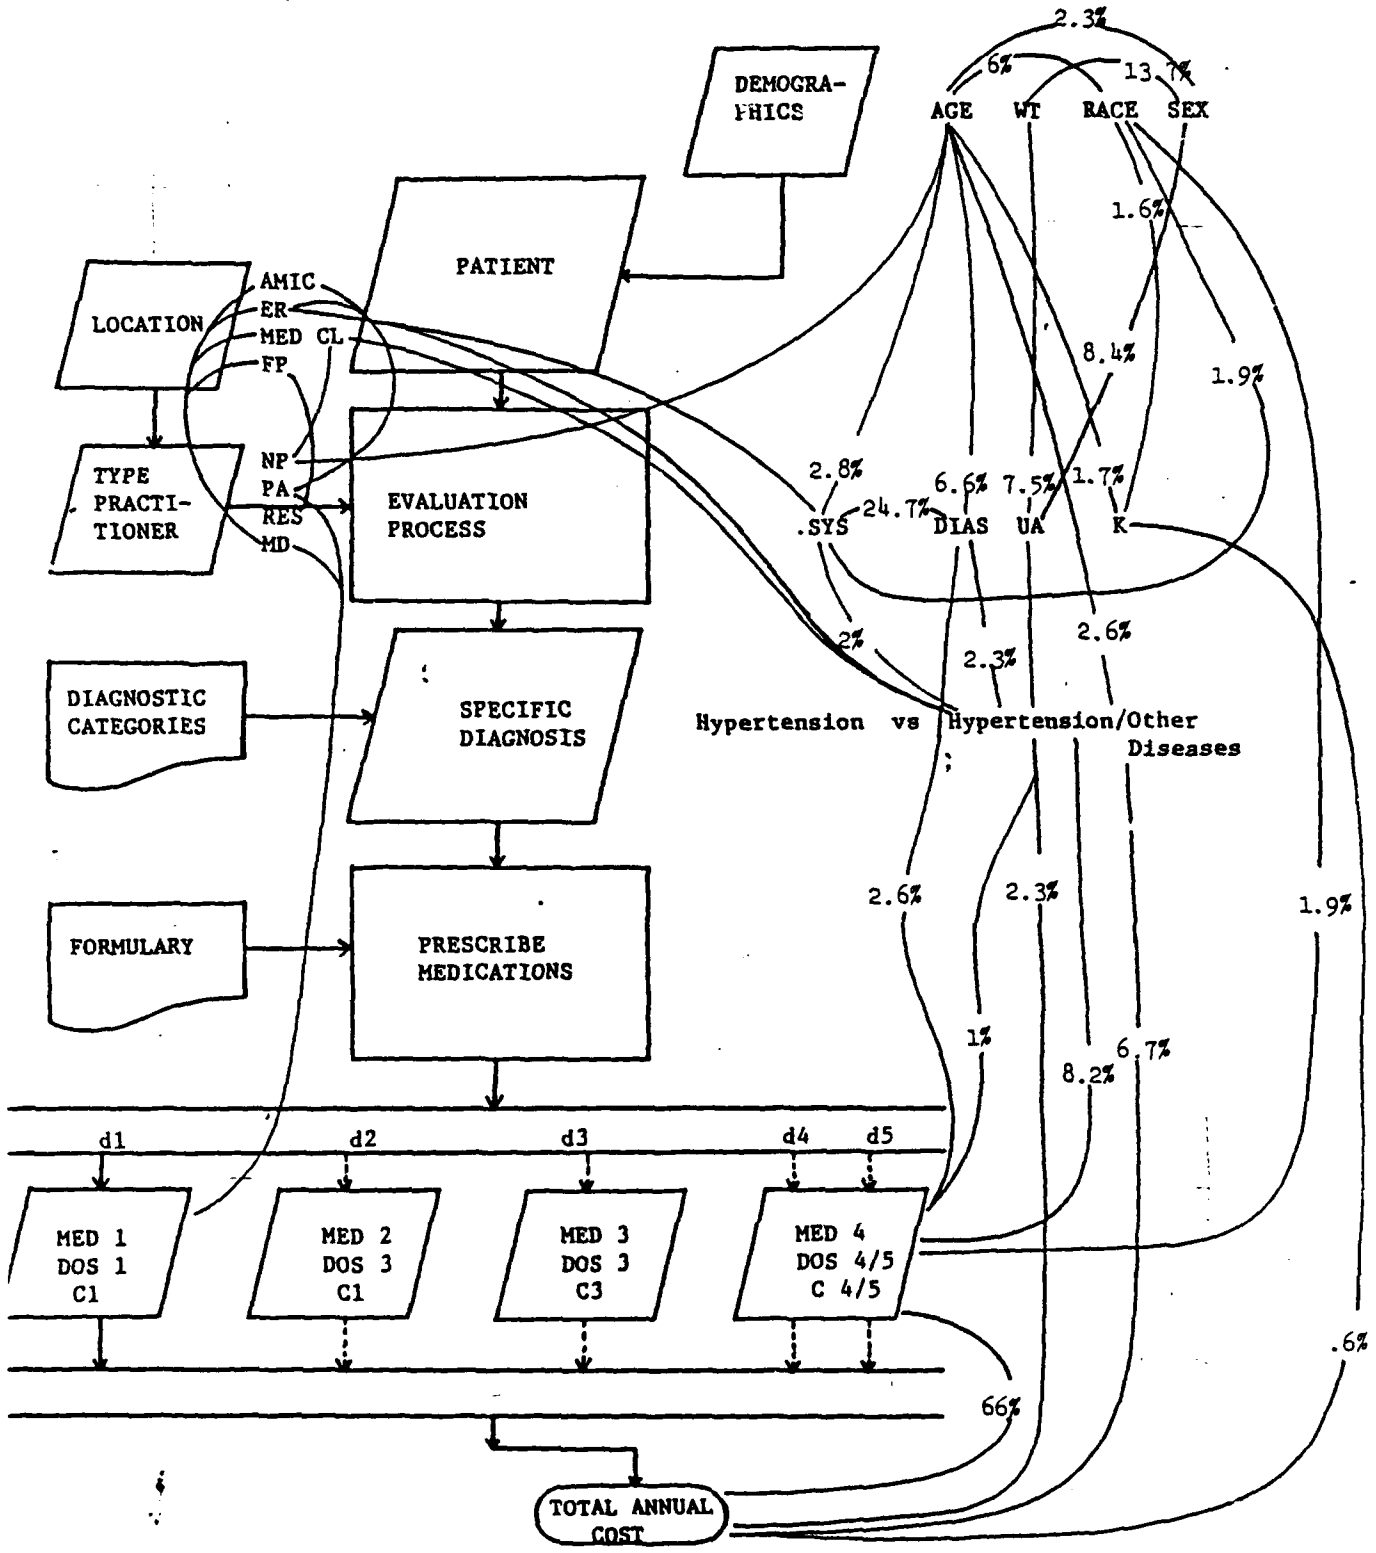 2.3%
6%
13.7%
DEMOGRA-
PHICS
AGE WT RACE SEX
1.6%
PATIENT
AMIC
ER
LOCATION
MED CL
FP
8.4%
1.9%
NP
TYPE
PRACTI-
TIONER
PA
RES
MD
EVALUATION
PROCESS
2.8%
6.6%
7.5%
1.7%
.SYS
24.7%
DIAS
UA
K
2%
2.3%
2.6%
DIAGNOSTIC
CATEGORIES
SPECIFIC
DIAGNOSIS
Hypertension vs Hypertension/Other
Diseases
2.6%
2.3%
1.9%
FORMULARY
PRESCRIBE
MEDICATIONS
1%
8.2%
6.7%
d1 d2 d3 d4 d5
MED 1
DOS 1
C1
MED 2
DOS 3
C1
MED 3
DOS 3
C3
MED 4
DOS 4/5
C 4/5
.6%
66%
TOTAL ANNUAL
COST